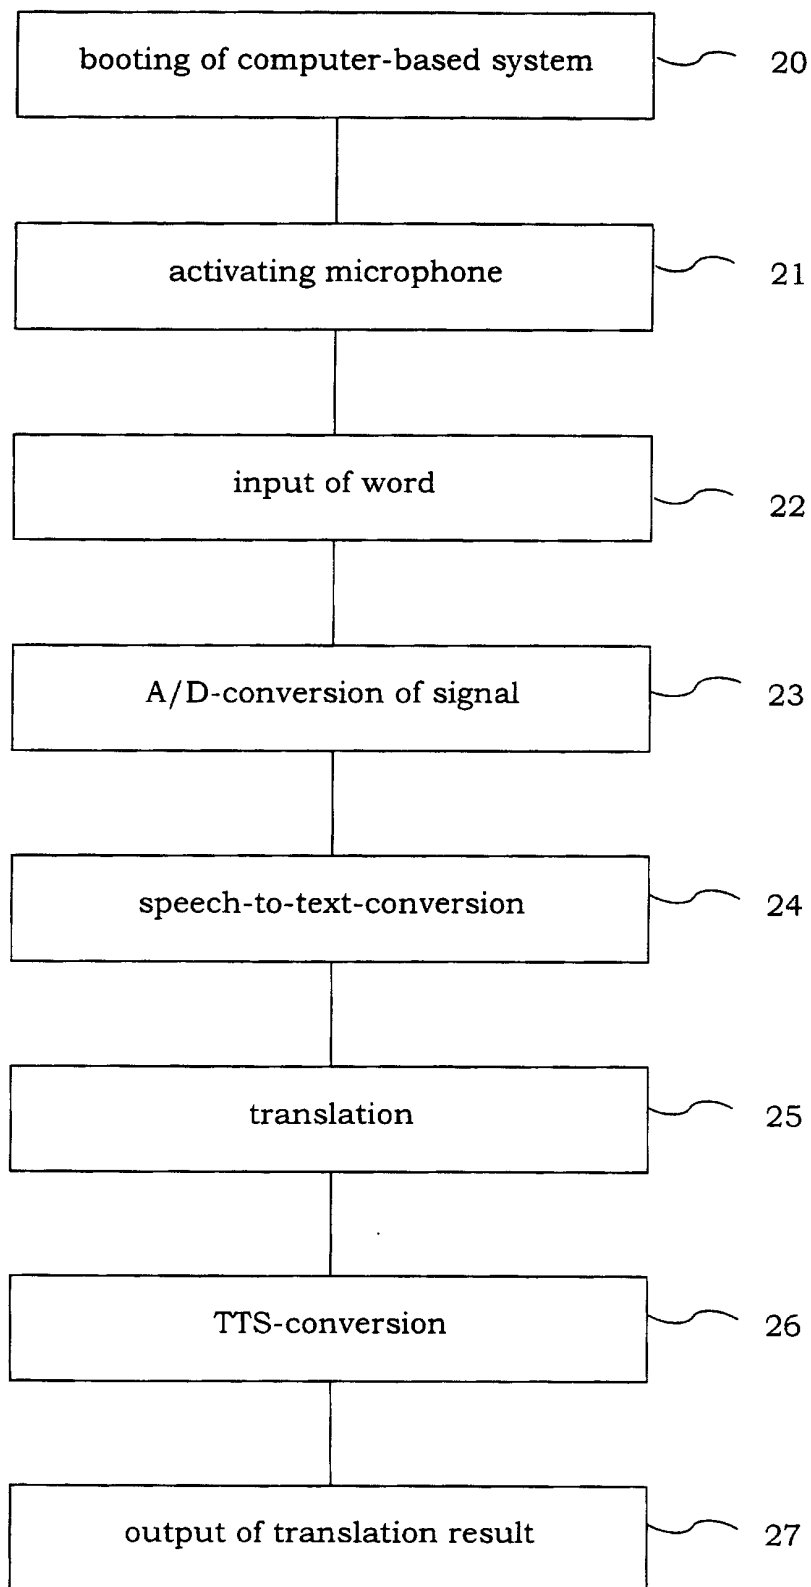 booting of computer-based system 20
activating microphone 21
input of word 22
A/D-conversion of signal 23
speech-to-text-conversion 24
translation 25
TTS-conversion 26
output of translation result 27